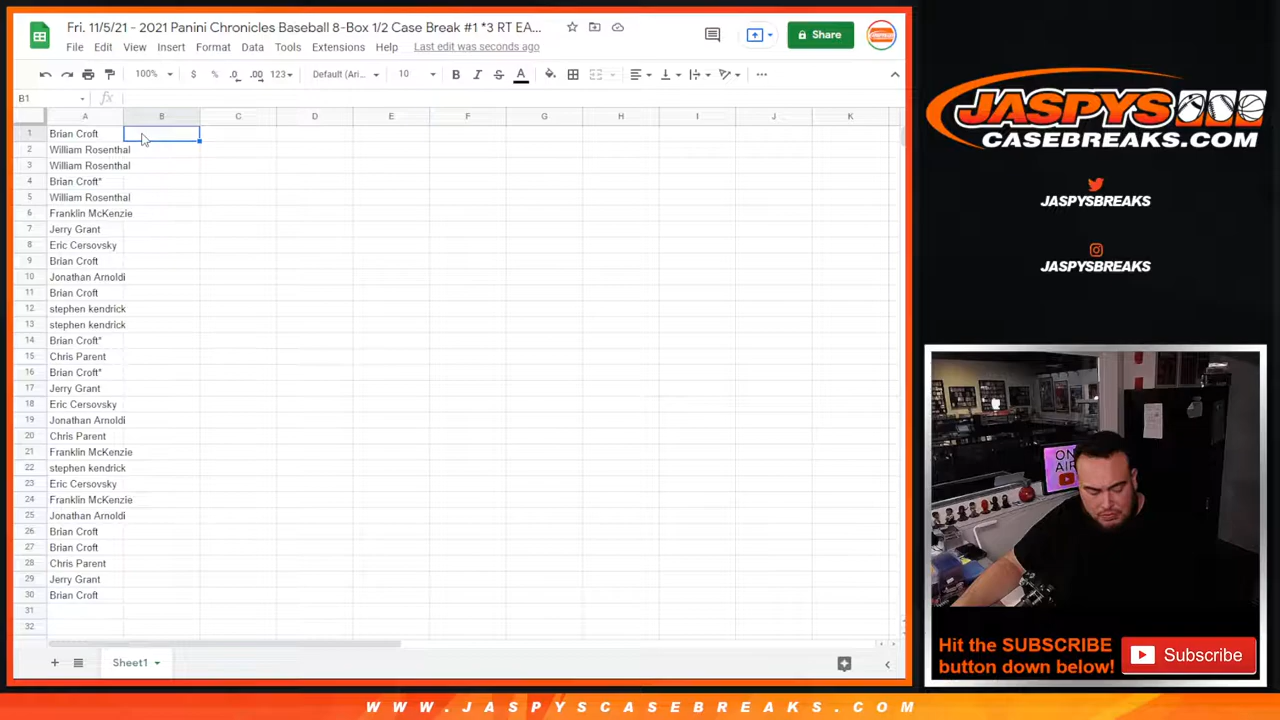 Fri. 11/5/21 - 2021 Panini Chronicles Baseball 8-Box 1/2 Case Break #1 *3 RT EA...
File Edit View Insert Format Data Tools Extensions Help Last edit was seconds ago
Share
100% $ % .0 .00 123 Default (Ari... 10 B I S A
B1 fx
A B C D E F G H I J K
1 Brian Croft
2 William Rosenthal
3 William Rosenthal
4 Brian Croft*
5 William Rosenthal
6 Franklin McKenzie
7 Jerry Grant
8 Eric Cersovsky
9 Brian Croft
10 Jonathan Arnoldi
11 Brian Croft
12 stephen kendrick
13 stephen kendrick
14 Brian Croft*
15 Chris Parent
16 Brian Croft*
17 Jerry Grant
18 Eric Cersovsky
19 Jonathan Arnoldi
20 Chris Parent
21 Franklin McKenzie
22 stephen kendrick
23 Eric Cersovsky
24 Franklin McKenzie
25 Jonathan Arnoldi
26 Brian Croft
27 Brian Croft
28 Chris Parent
29 Jerry Grant
30 Brian Croft
31
32
Sheet1
JASPYS
CASEBREAKS.COM
JASPYSBREAKS
JASPYSBREAKS
ON
AIR
Hit the SUBSCRIBE
button down below!
Subscribe
WWW.JASPYSCASEBREAKS.COM